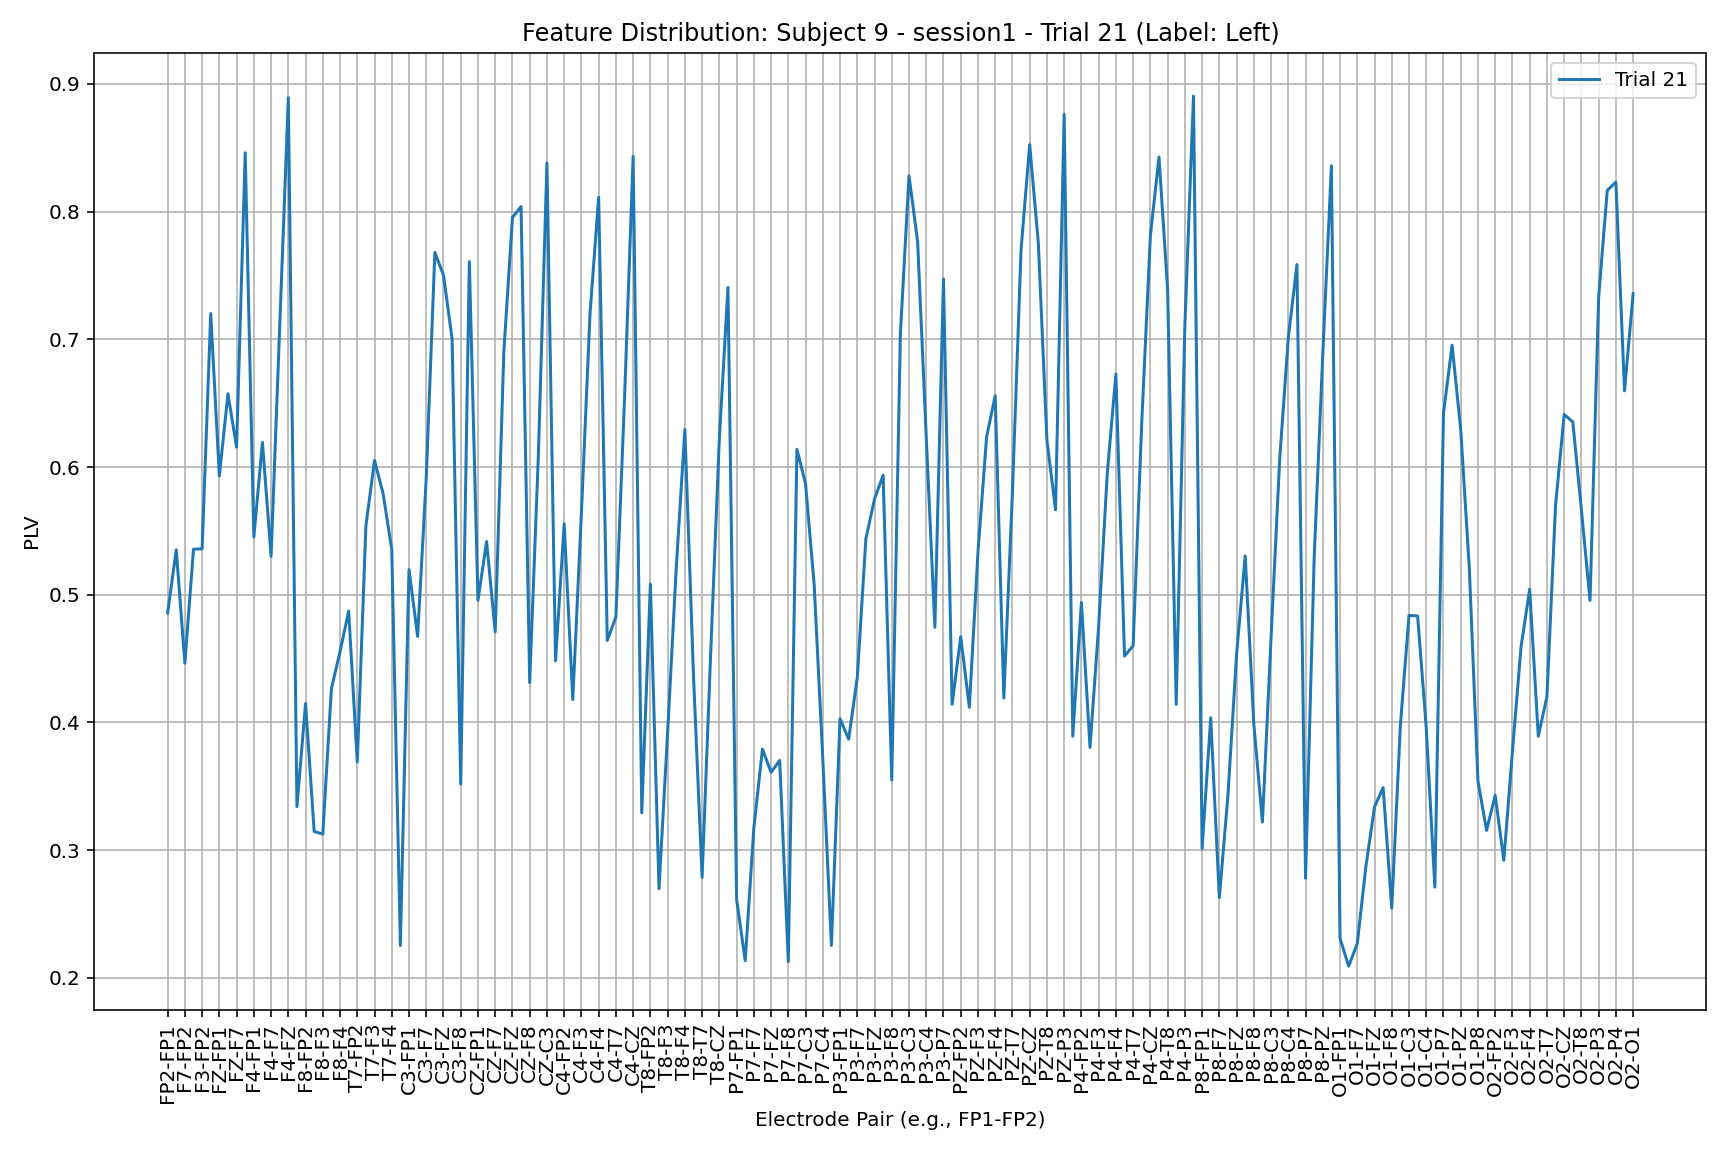 Feature Distribution: Subject 9 - session1 - Trial 21 (Label: Left)
Trial 21
PLV
0.9
0.8
0.7
0.6
0.5
0.4
0.3
0.2
FP2-FP1
F7-FP2
F3-FP2
FZ-FP1
FZ-F7
F4-FP1
F4-F7
F4-FZ
F8-FP2
F8-F3
F8-F4
T7-FP2
T7-F3
T7-F4
C3-FP1
C3-F7
C3-FZ
C3-F8
CZ-FP1
CZ-F7
CZ-FZ
CZ-F8
CZ-C3
C4-FP2
C4-F3
C4-F4
C4-T7
C4-CZ
T8-FP2
T8-F3
T8-F4
T8-T7
T8-CZ
P7-FP1
P7-F7
P7-FZ
P7-F8
P7-C3
P7-C4
P3-FP1
P3-F7
P3-FZ
P3-F8
P3-C3
P3-C4
P3-P7
PZ-FP2
PZ-F3
PZ-F4
PZ-T7
PZ-CZ
PZ-T8
PZ-P3
P4-FP2
P4-F3
P4-F4
P4-T7
P4-CZ
P4-T8
P4-P3
P8-FP1
P8-F7
P8-FZ
P8-F8
P8-C3
P8-C4
P8-P7
P8-PZ
O1-FP1
O1-F7
O1-FZ
O1-F8
O1-C3
O1-C4
O1-P7
O1-PZ
O1-P8
O2-FP2
O2-F3
O2-F4
O2-T7
O2-CZ
O2-T8
O2-P3
O2-P4
O2-O1
Electrode Pair (e.g., FP1-FP2)